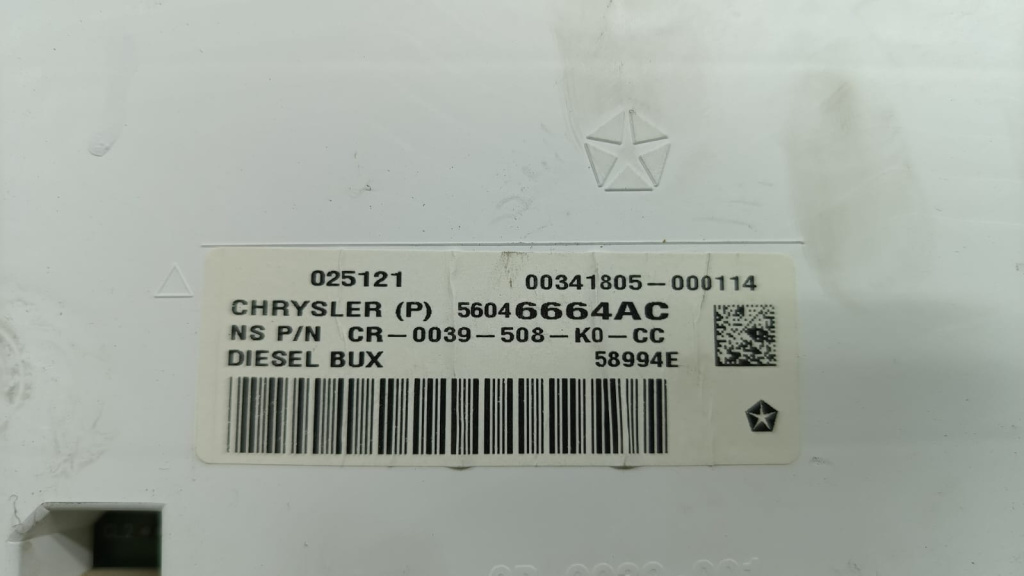 025121 00341805-000114
CHRYSLER (P) 56046664AC
NS P/N CR-0039-508-K0-CC
DIESEL BUX 58994E